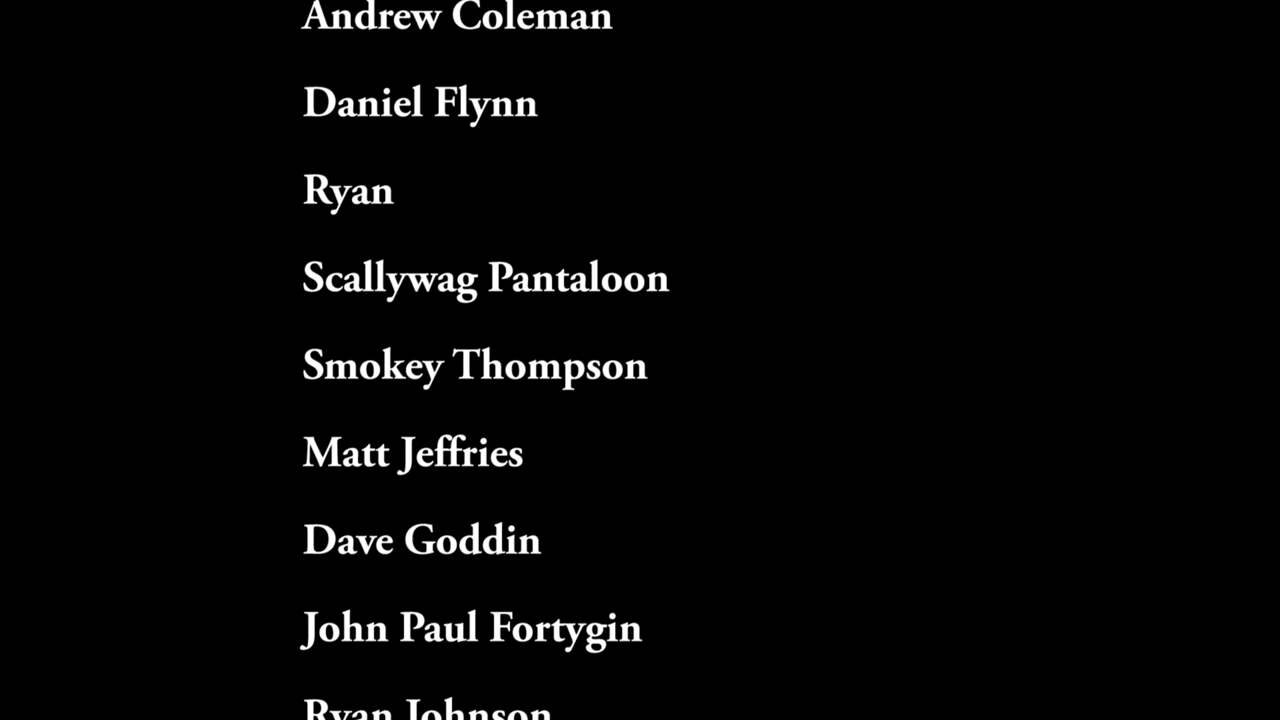 Andrew Coleman
Daniel Flynn
Ryan
Scallywag Pantaloon
Smokey Thompson
Matt Jeffries
Dave Goddin
John Paul Fortygin
Ryan Johnson